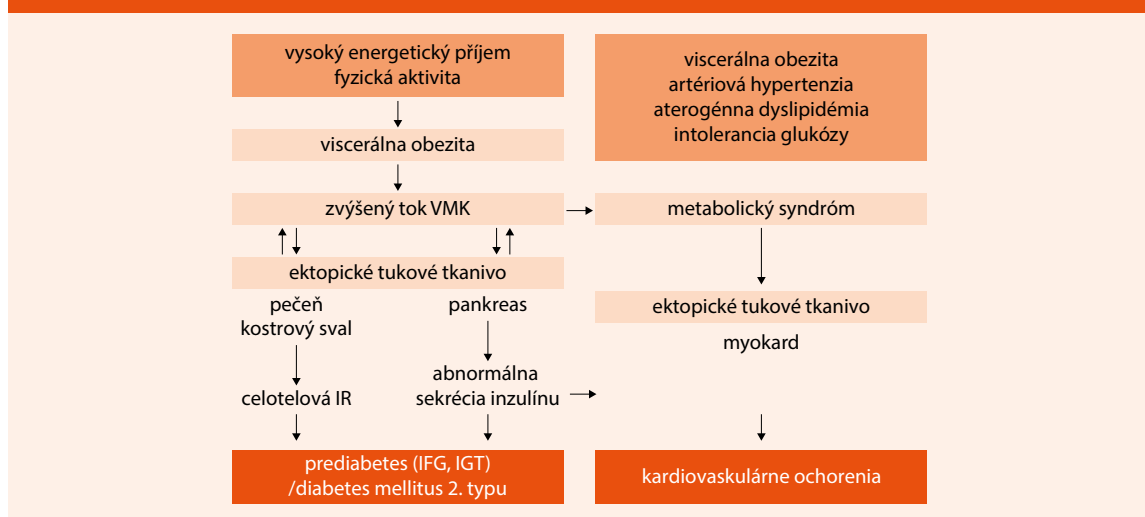 vysoký energetický příjem
fyzická aktivita
viscerálna obezita
artériová hypertenzia
aterogénna dyslipidémia
intolerancia glukózy
viscerálna obezita
zvýšený tok VMK
metabolický syndróm
ektopické tukové tkanivo
pečeň
kostrový sval
pankreas
ektopické tukové tkanivo
myokard
celotelová IR
abnormálna
sekrécia inzulínu
prediabetes (IFG, IGT)
/diabetes mellitus 2. typu
kardiovaskulárne ochorenia